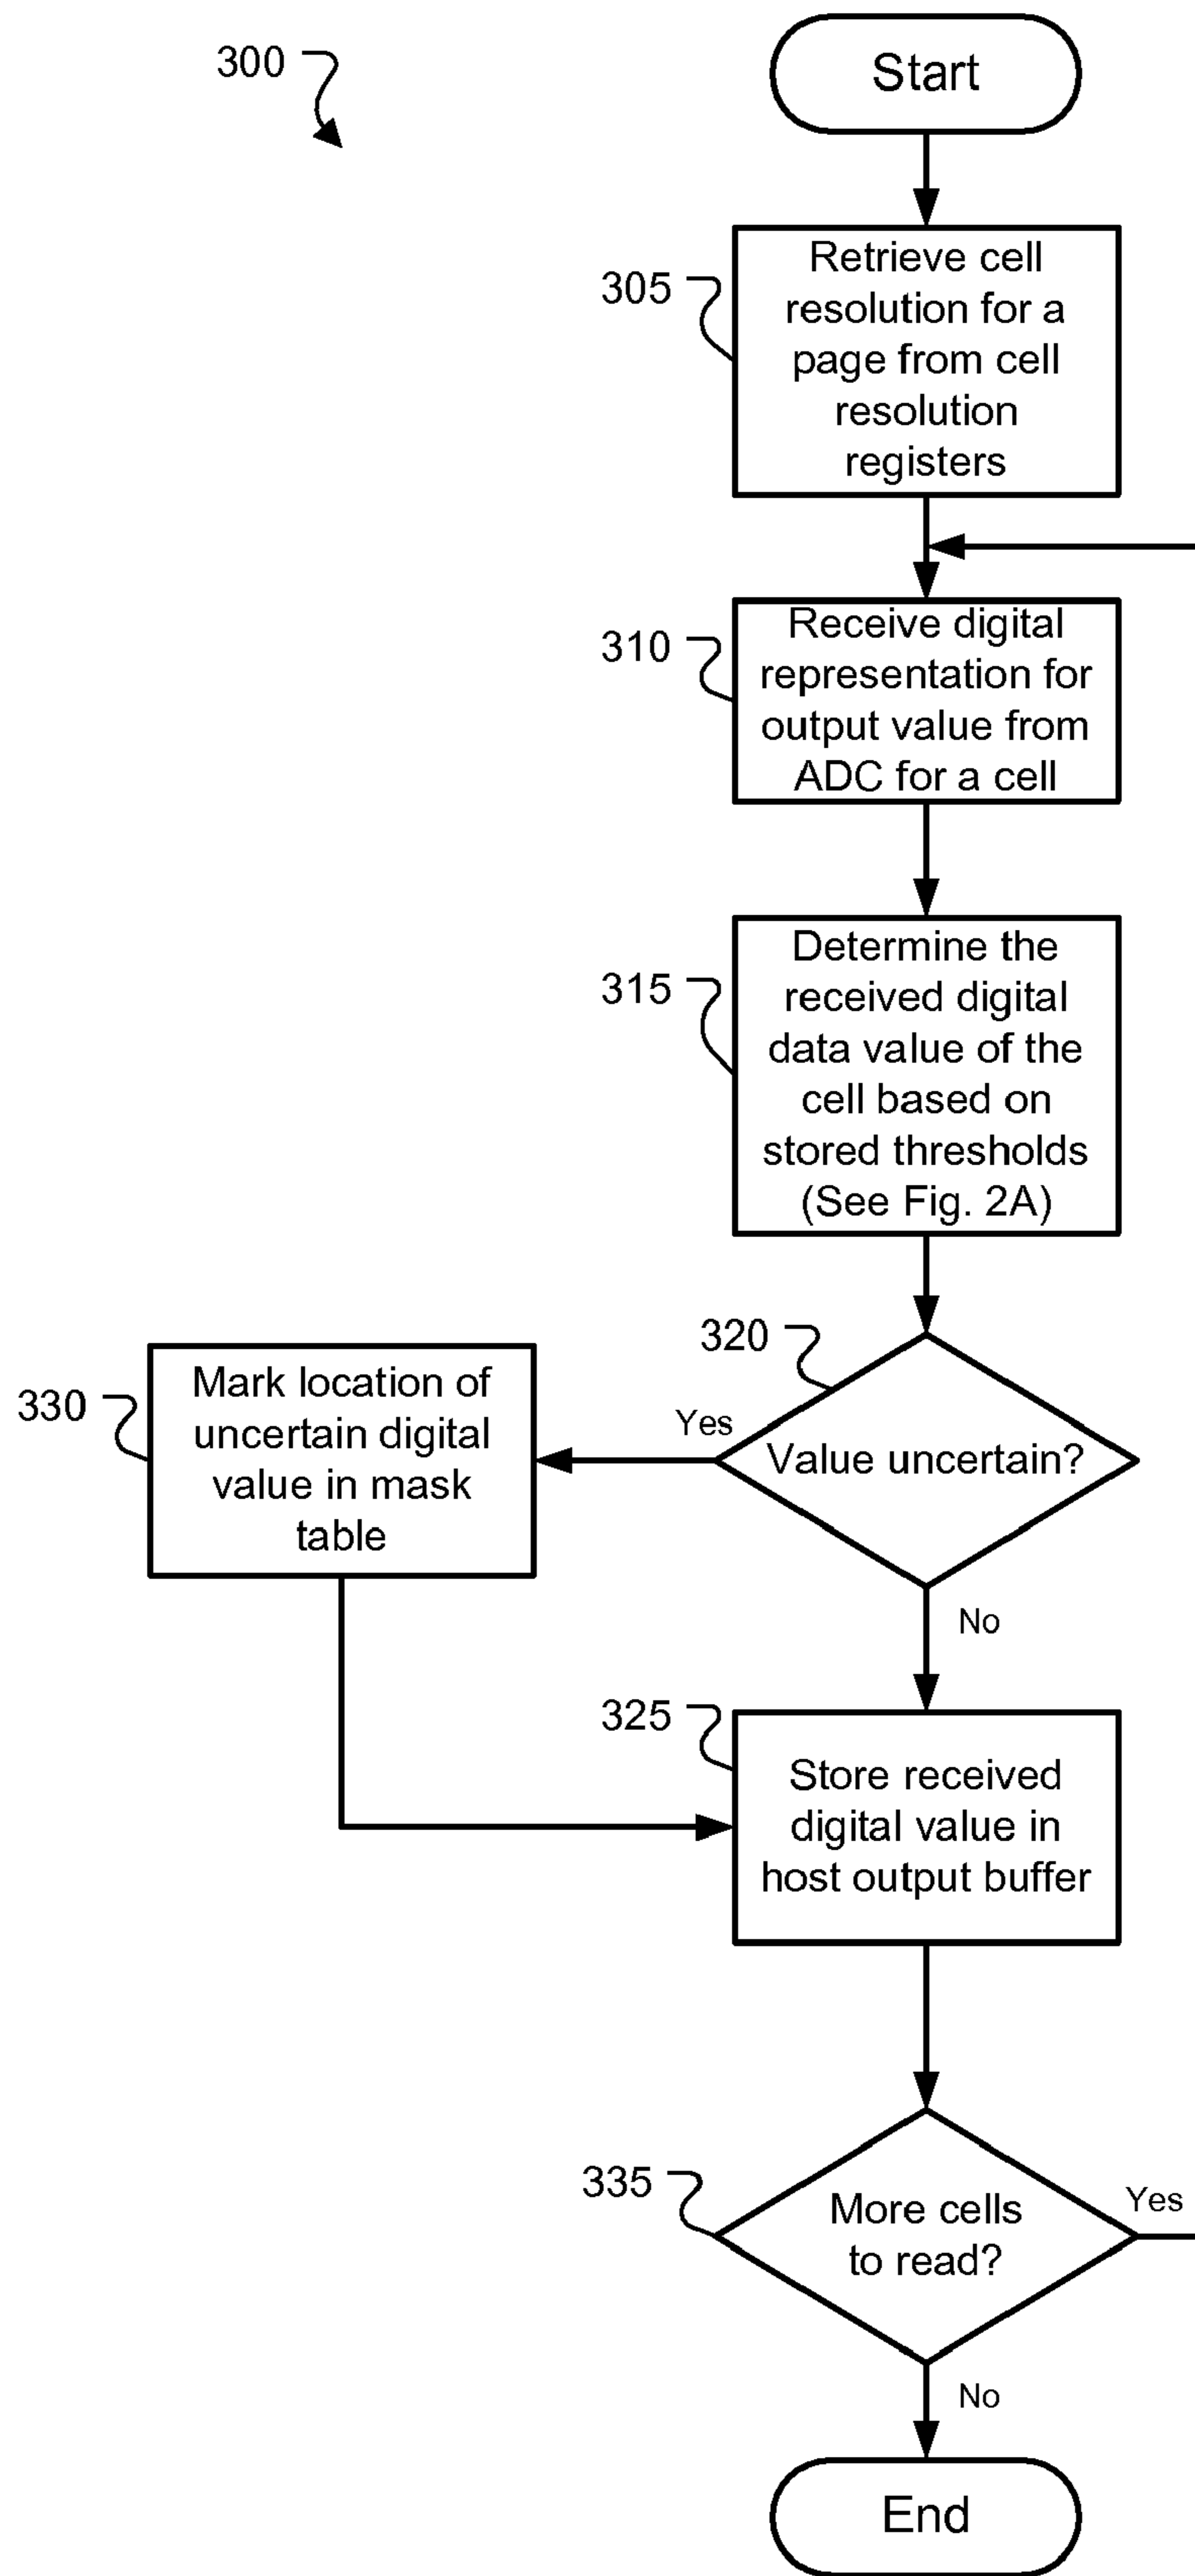 300
Start
305
Retrieve cell
resolution for a
page from cell
resolution
registers
310
Receive digital
representation for
output value from
ADC for a cell
315
Determine the
received digital
data value of the
cell based on
stored thresholds
(See Fig. 2A)
320
Value uncertain?
Yes
330
Mark location of
uncertain digital
value in mask
table
No
325
Store received
digital value in
host output buffer
335
More cells
to read?
Yes
No
End